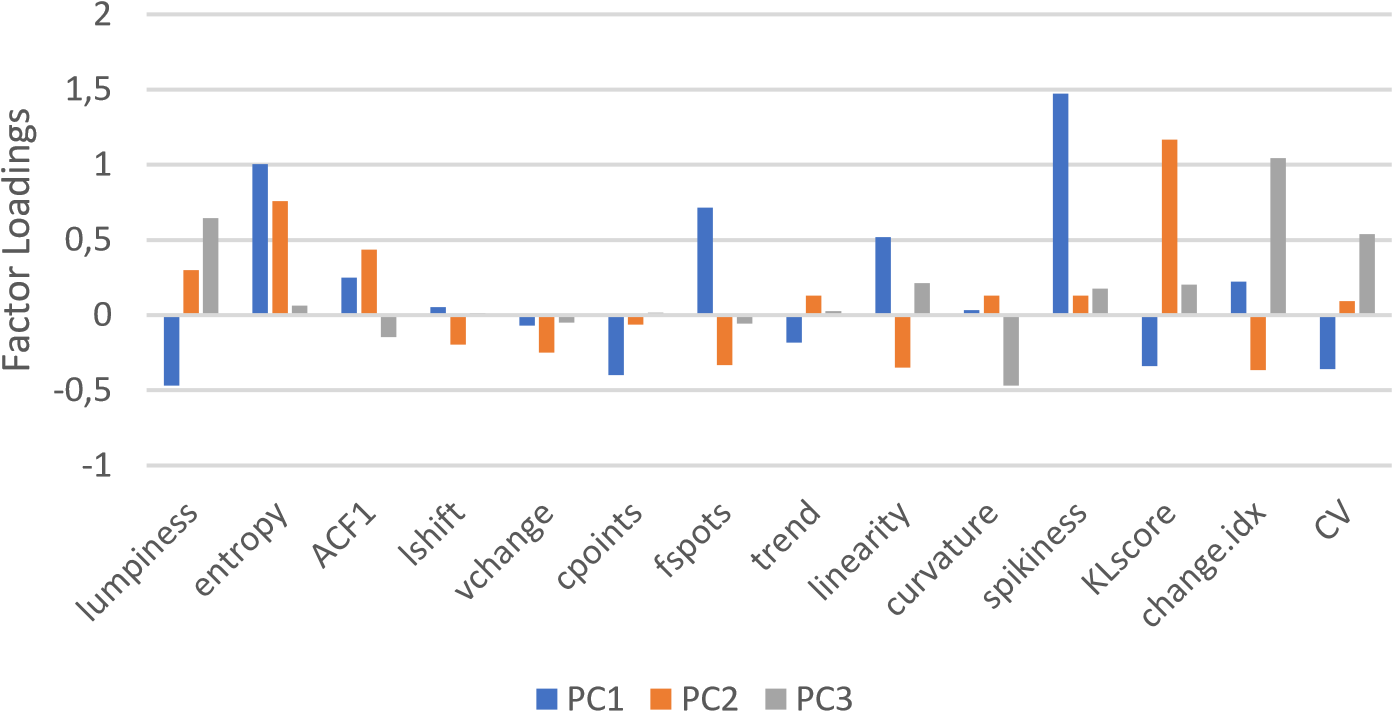 2
1,5
1
0,5
0
-0,5
-1
Factor Loadings
lumpiness
entropy
ACF1
lshift
vchange
cpoints
fspots
trend
linearity
curvature
spikiness
KLscore
change.idx
CV
PC1 PC2 PC3